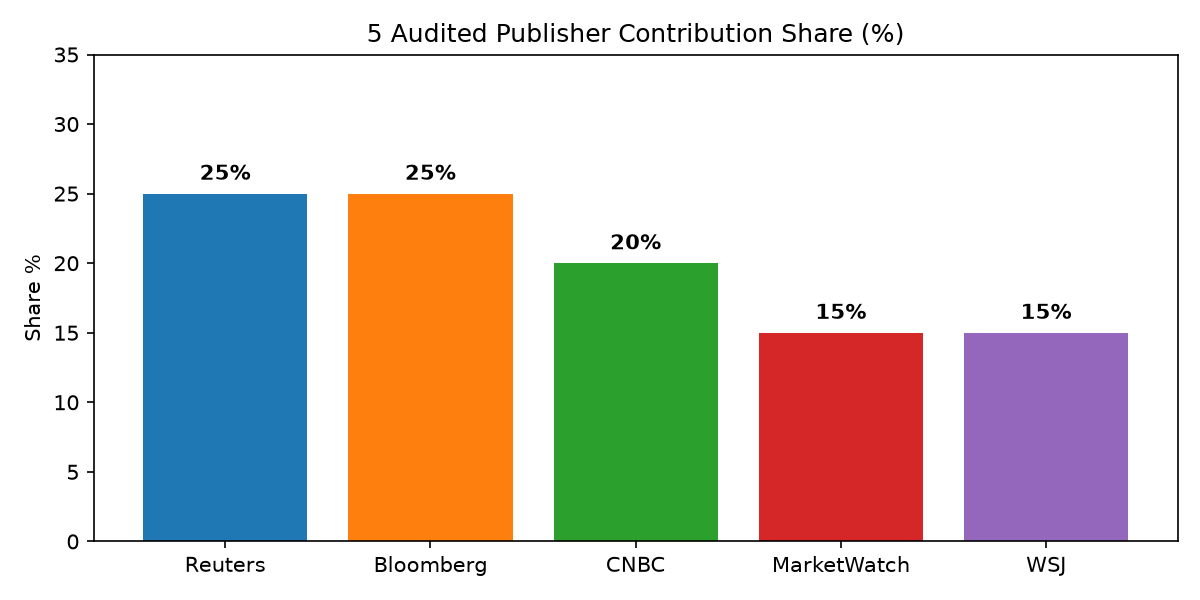 5 Audited Publisher Contribution Share (%)
35
30
25
20
15
10
5
0
Share %
25%
25%
20%
15%
15%
Reuters
Bloomberg
CNBC
MarketWatch
WSJ